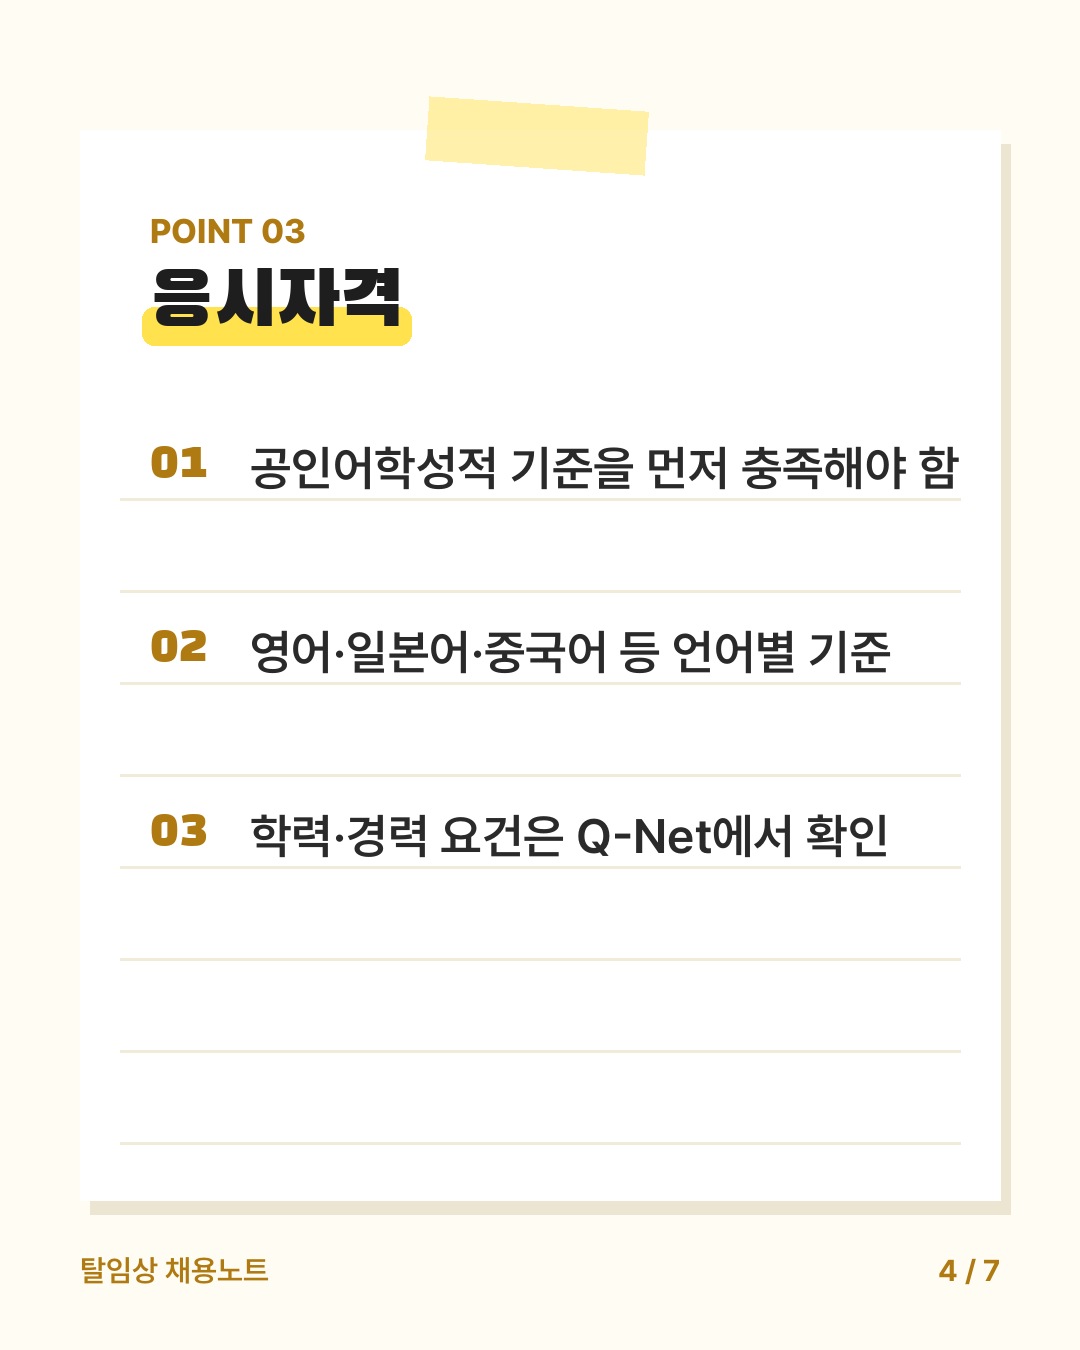 POINT 03
응시자격
01 공인어학성적 기준을 먼저 충족해야 함
02 영어·일본어·중국어 등 언어별 기준
03 학력·경력 요건은 Q-Net에서 확인
탈임상 채용노트
4 / 7